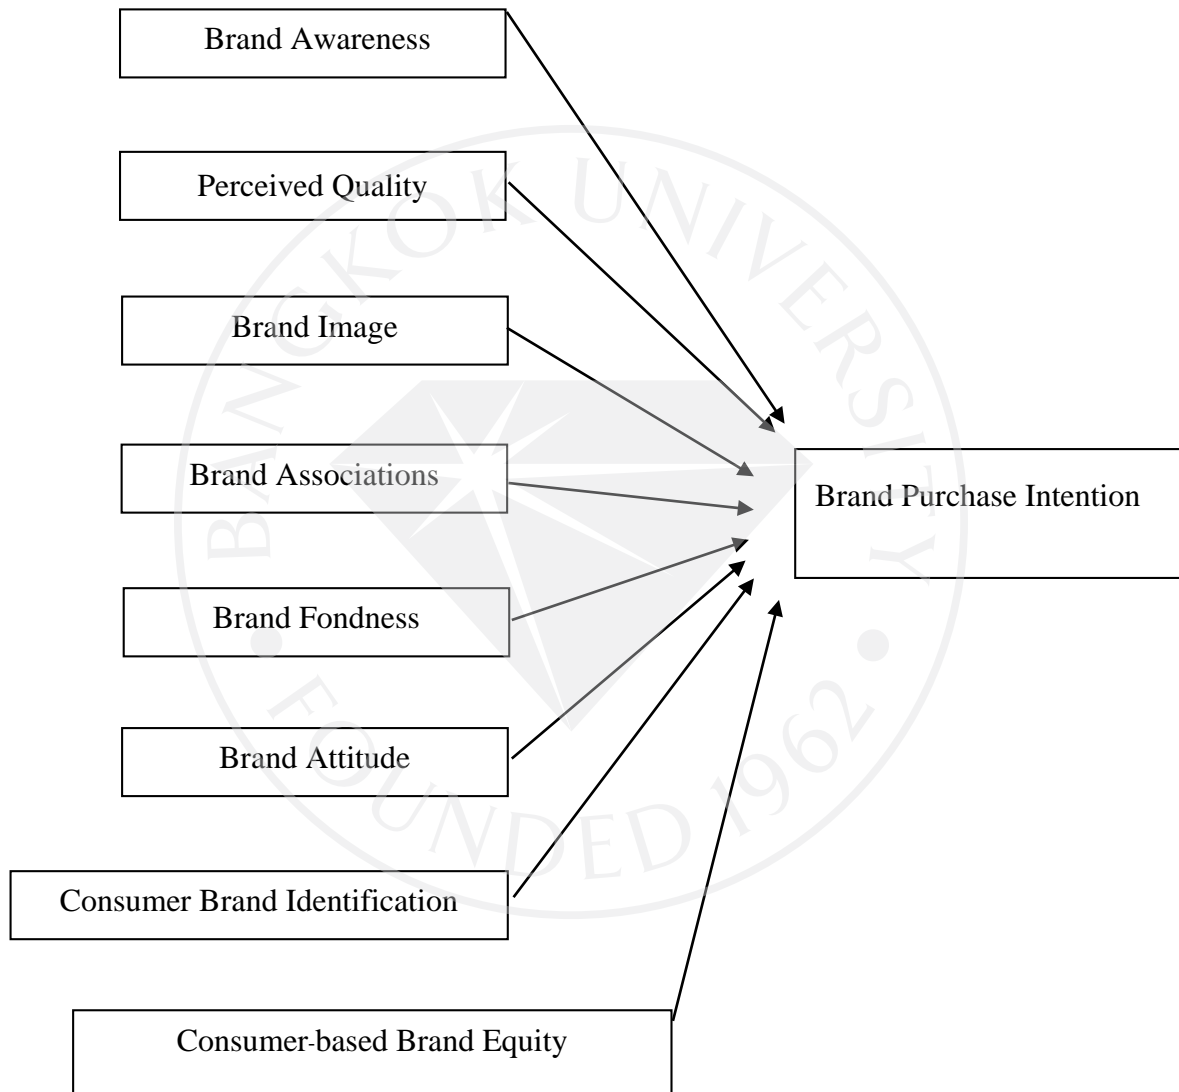 Brand Awareness
Perceived Quality
Brand Image
Brand Associations
Brand Purchase Intention
Brand Fondness
Brand Attitude
Consumer Brand Identification
Consumer-based Brand Equity
BANGKOK UNIVERSITY
FOUNDED 1962